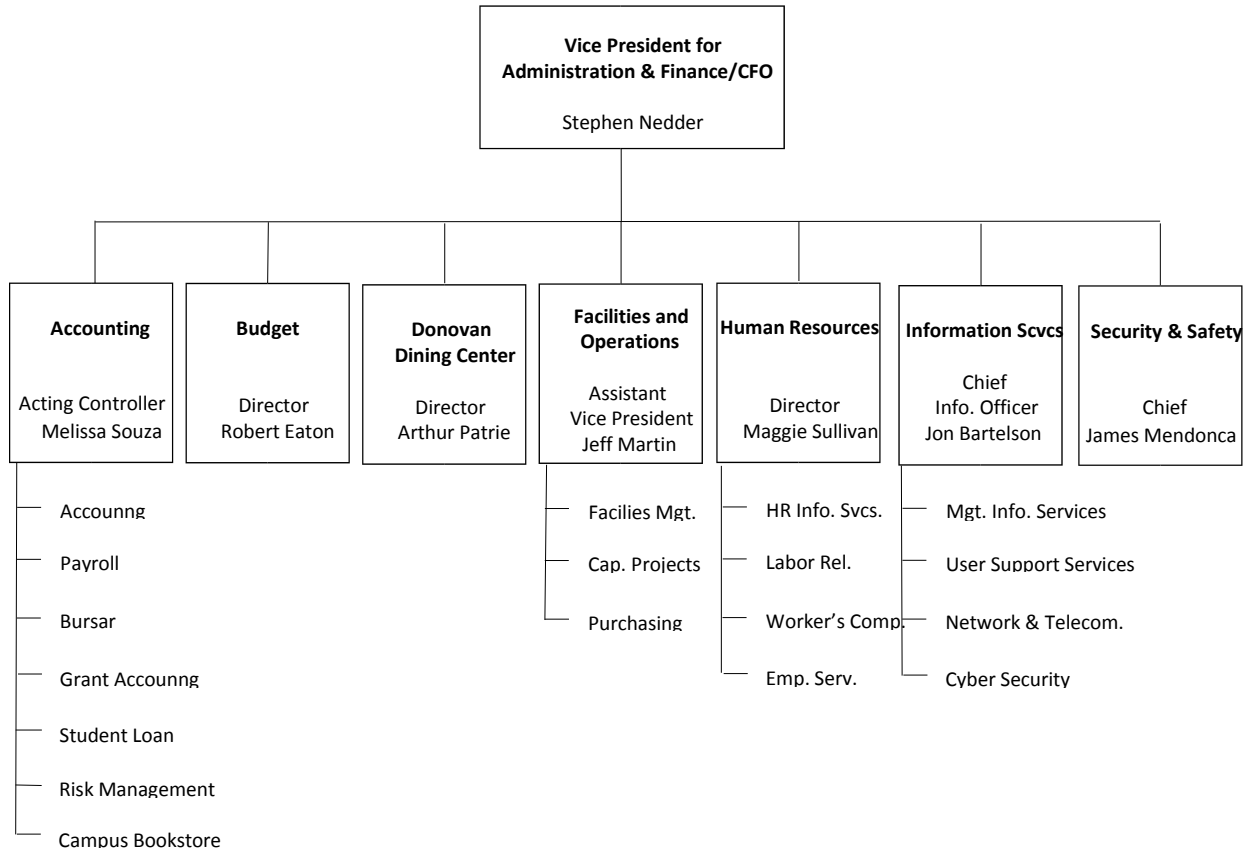 Vice President for
Administration & Finance/CFO
Stephen Nedder
Accounting
Acting Controller
Melissa Souza
Budget
Director
Robert Eaton
Donovan
Dining Center
Director
Arthur Patrie
Facilities and
Operations
Assistant
Vice President
Jeff Martin
Human Resources
Director
Maggie Sullivan
Information Scvcs
Chief
Info. Officer
Jon Bartelson
Security & Safety
Chief
James Mendonca
Accounng
Payroll
Bursar
Grant Accounng
Student Loan
Risk Management
Campus Bookstore
Facilies Mgt.
Cap. Projects
Purchasing
HR Info. Svcs.
Labor Rel.
Worker’s Comp.
Emp. Serv.
Mgt. Info. Services
User Support Services
Network & Telecom.
Cyber Security